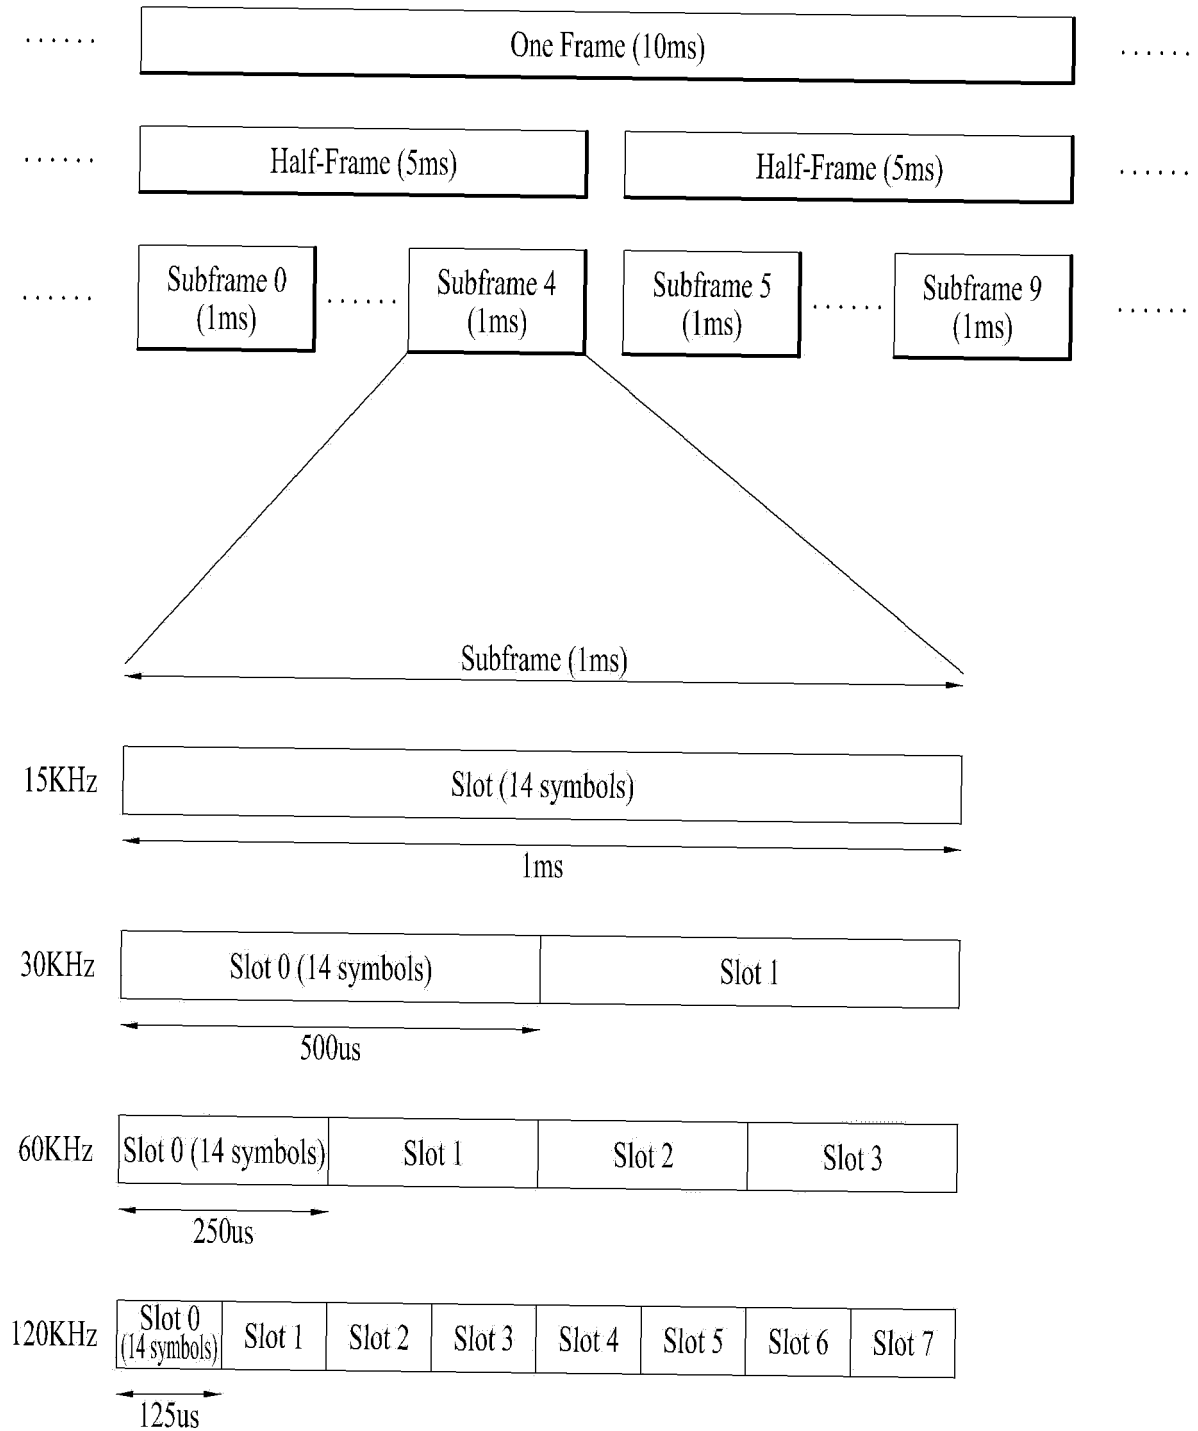 ······ One Frame (10ms) ······
······ Half-Frame (5ms) Half-Frame (5ms) ······
······ Subframe 0 (1ms) ······ Subframe 4 (1ms) Subframe 5 (1ms) ······ Subframe 9 (1ms) ······
Subframe (1ms)
15KHz Slot (14 symbols)
1ms
30KHz Slot 0 (14 symbols) Slot 1
500us
60KHz Slot 0 (14 symbols) Slot 1 Slot 2 Slot 3
250us
120KHz Slot 0 (14 symbols) Slot 1 Slot 2 Slot 3 Slot 4 Slot 5 Slot 6 Slot 7
125us